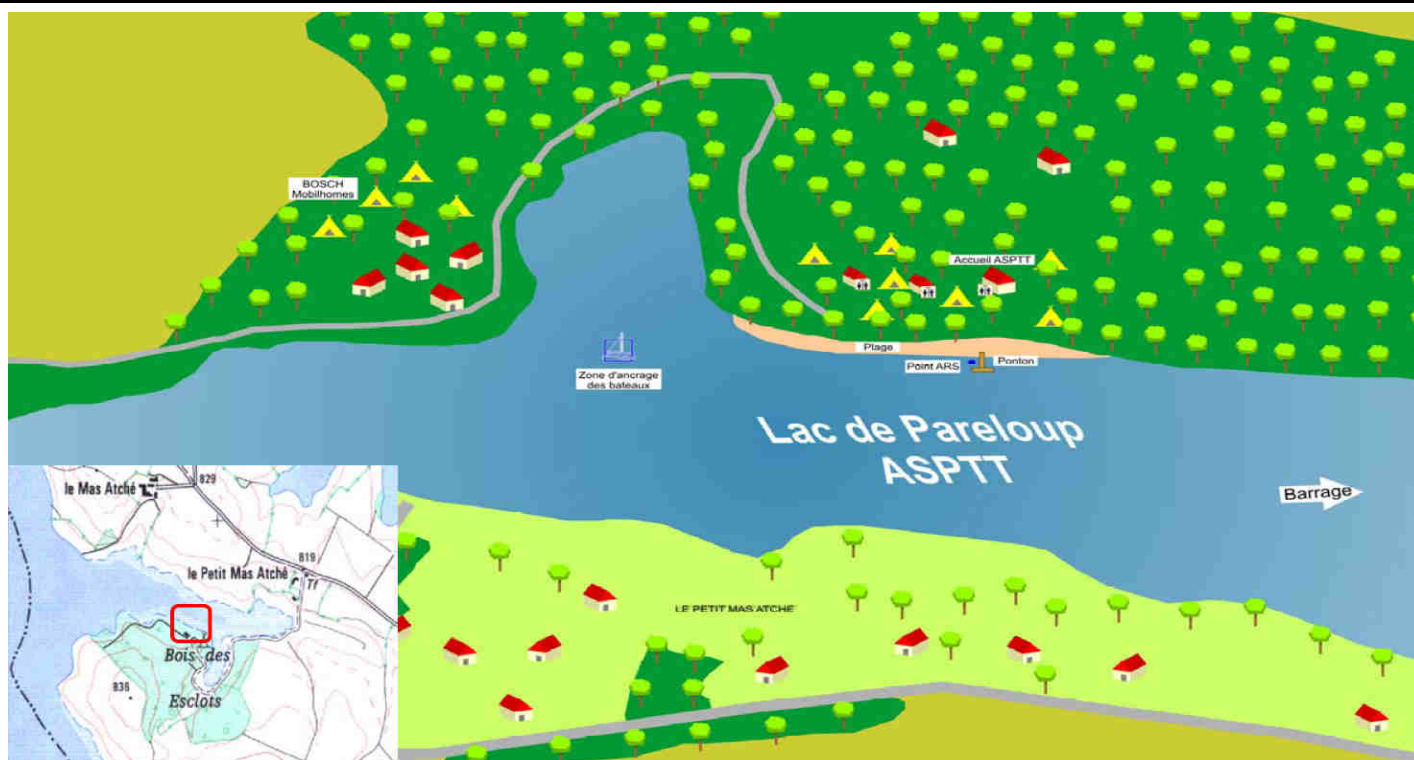 BOSCH
Mobilhomes
Accueil ASPTT
Plage
Point ARS
Ponton
Zone d'ancrage
des bateaux
Lac de Pareloup
ASPTT
Barrage
LE PETIT MAS ATCHE
le Mas Atché
829
819
le Petit Mas Atché
Tf
Bois des
Esclots
836